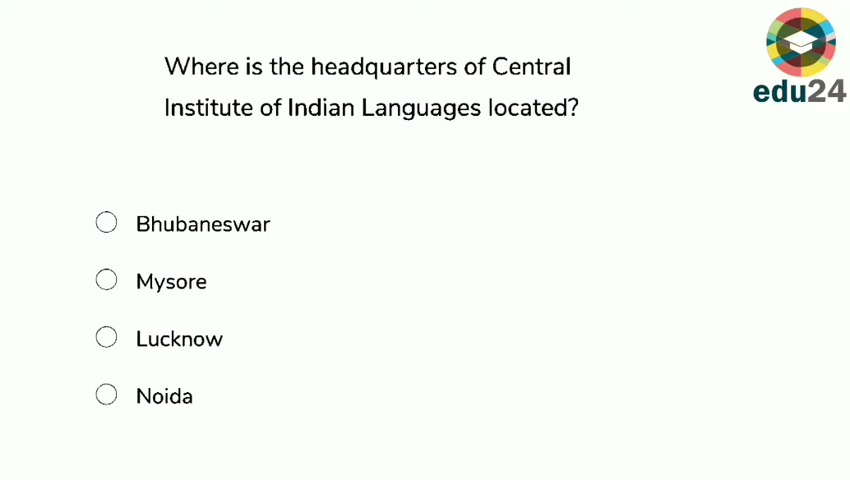 Where is the headquarters of Central
Institute of Indian Languages located?
edu24
Bhubaneswar
Mysore
Lucknow
Noida